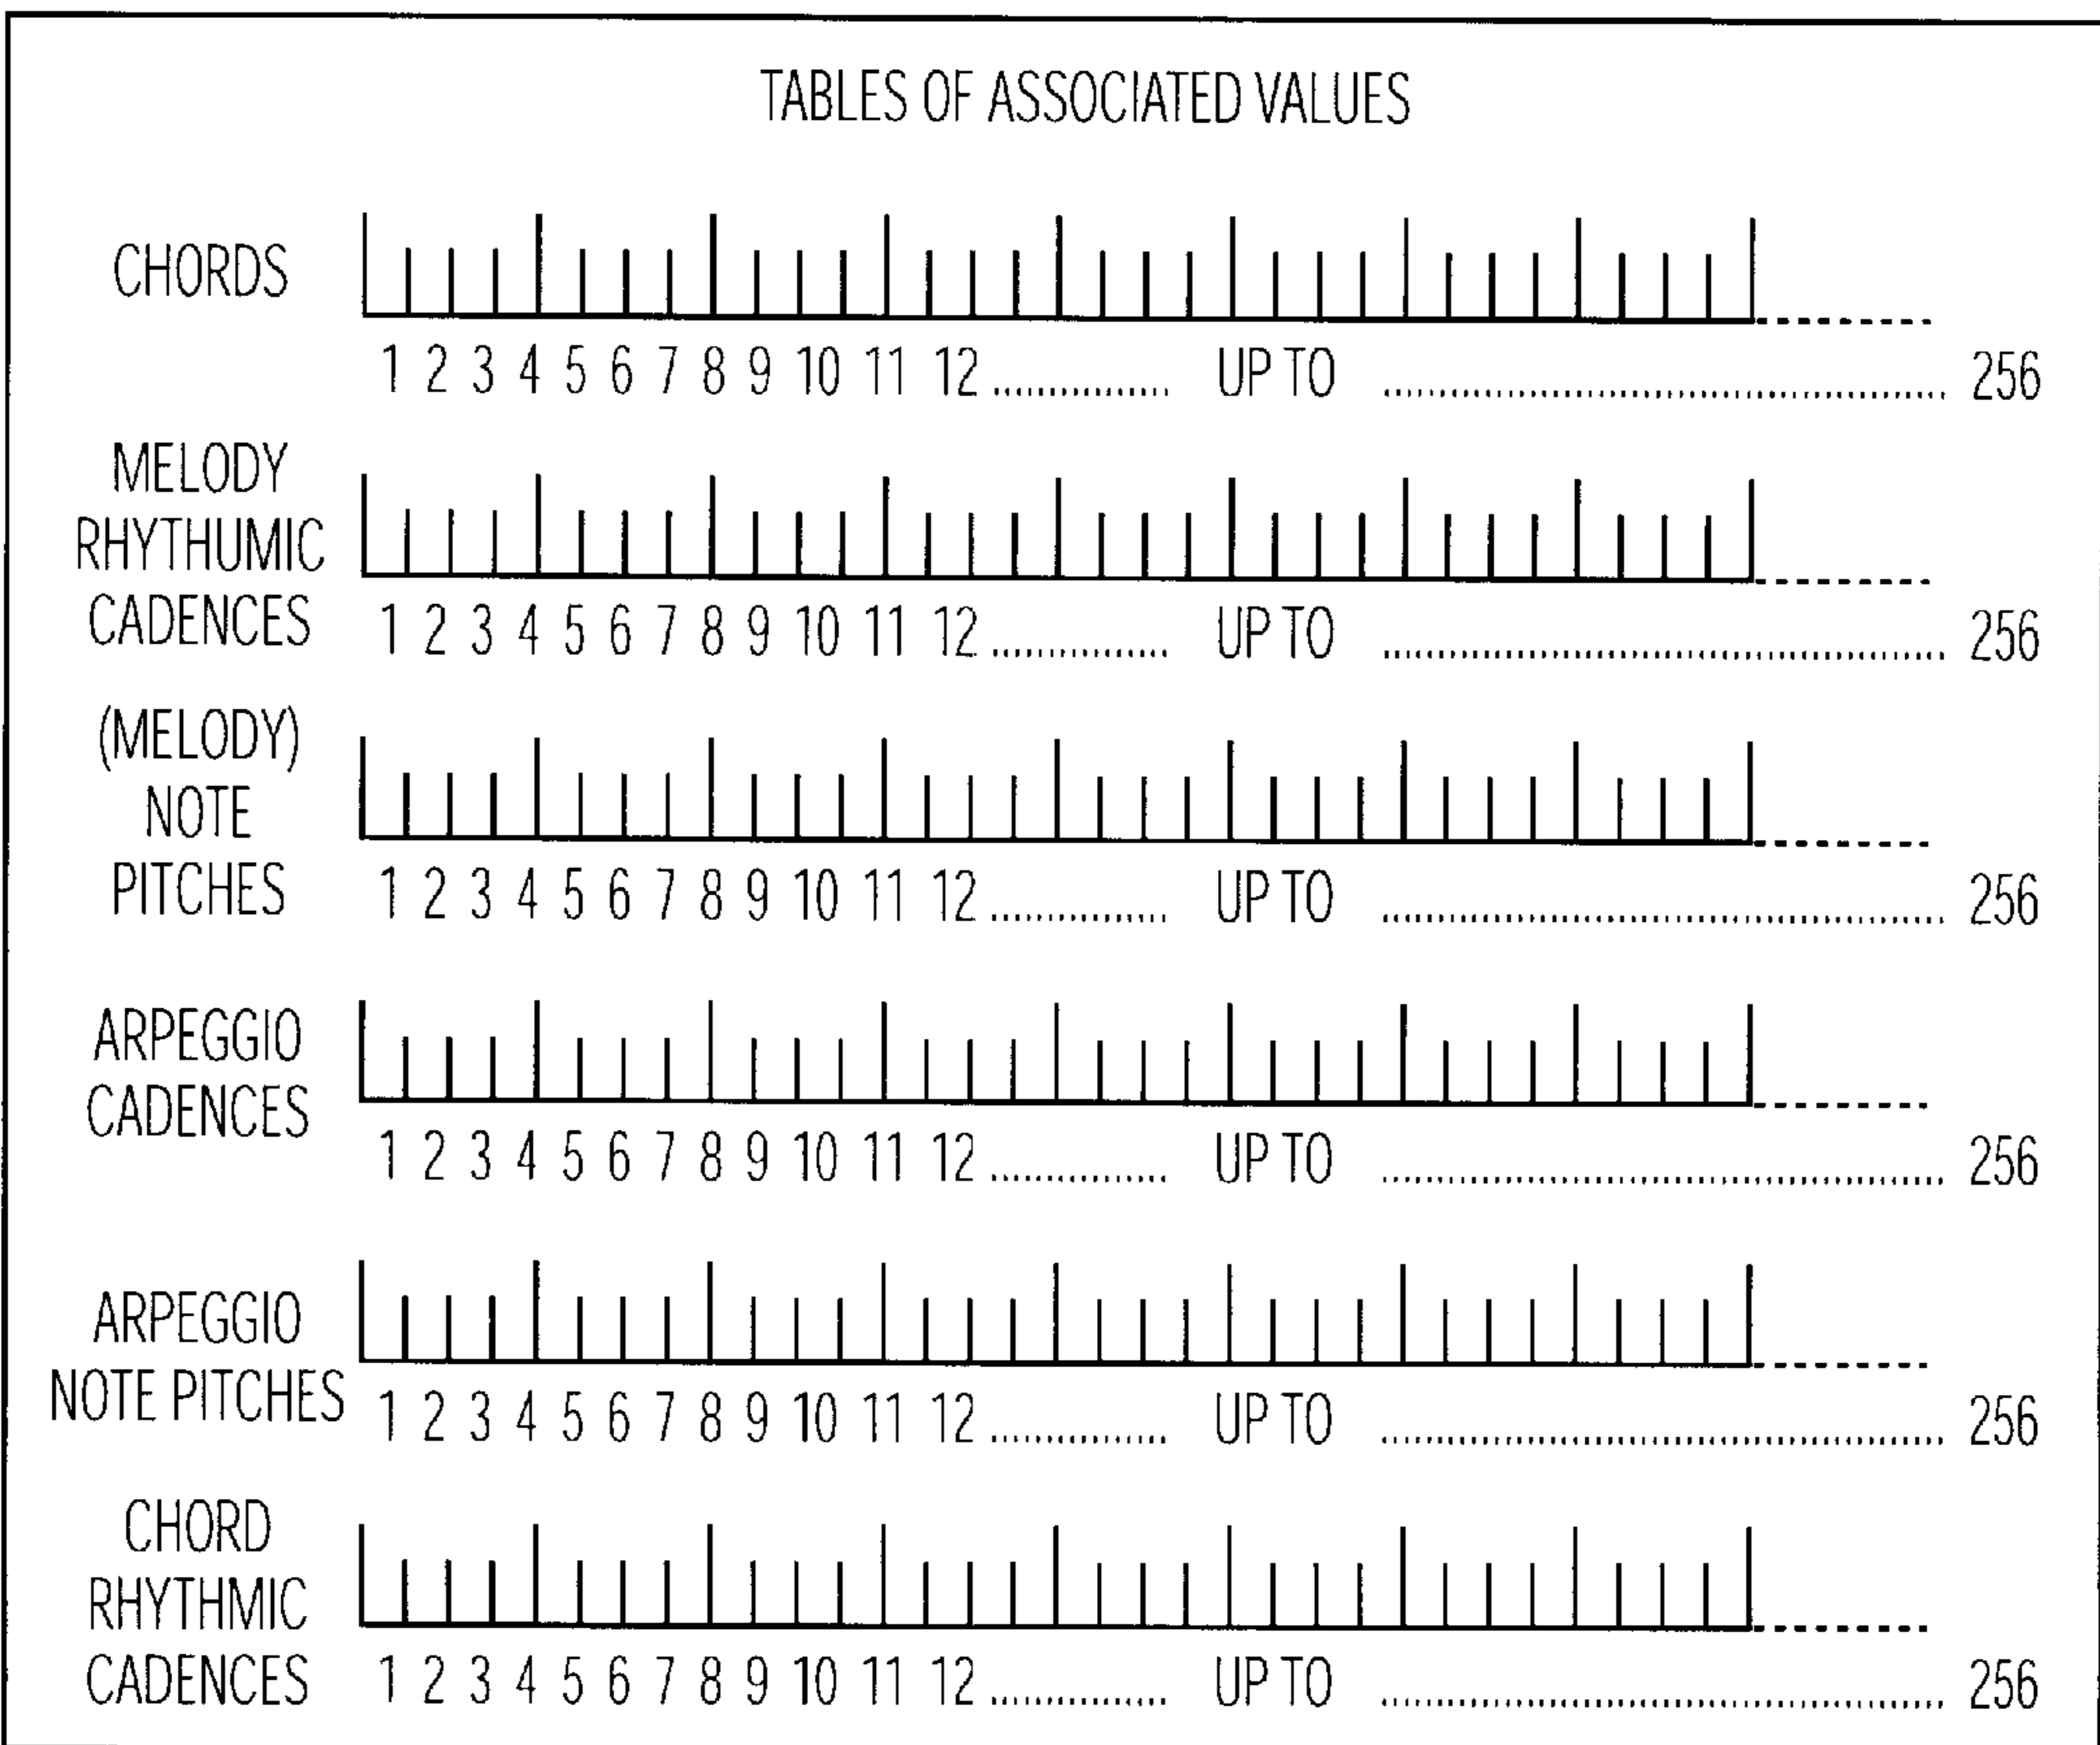 TABLES OF ASSOCIATED VALUES
CHORDS
1 2 3 4 5 6 7 8 9 10 11 12 ............... UP TO ............................................... 256
MELODY
RHYTHUMIC
CADENCES
1 2 3 4 5 6 7 8 9 10 11 12 ............... UP TO ............................................... 256
(MELODY)
NOTE
PITCHES
1 2 3 4 5 6 7 8 9 10 11 12 ............... UP TO ............................................... 256
ARPEGGIO
CADENCES
1 2 3 4 5 6 7 8 9 10 11 12 ............... UP TO ............................................... 256
ARPEGGIO
NOTE PITCHES
1 2 3 4 5 6 7 8 9 10 11 12 ............... UP TO ............................................... 256
CHORD
RHYTHMIC
CADENCES
1 2 3 4 5 6 7 8 9 10 11 12 ............... UP TO ............................................... 256